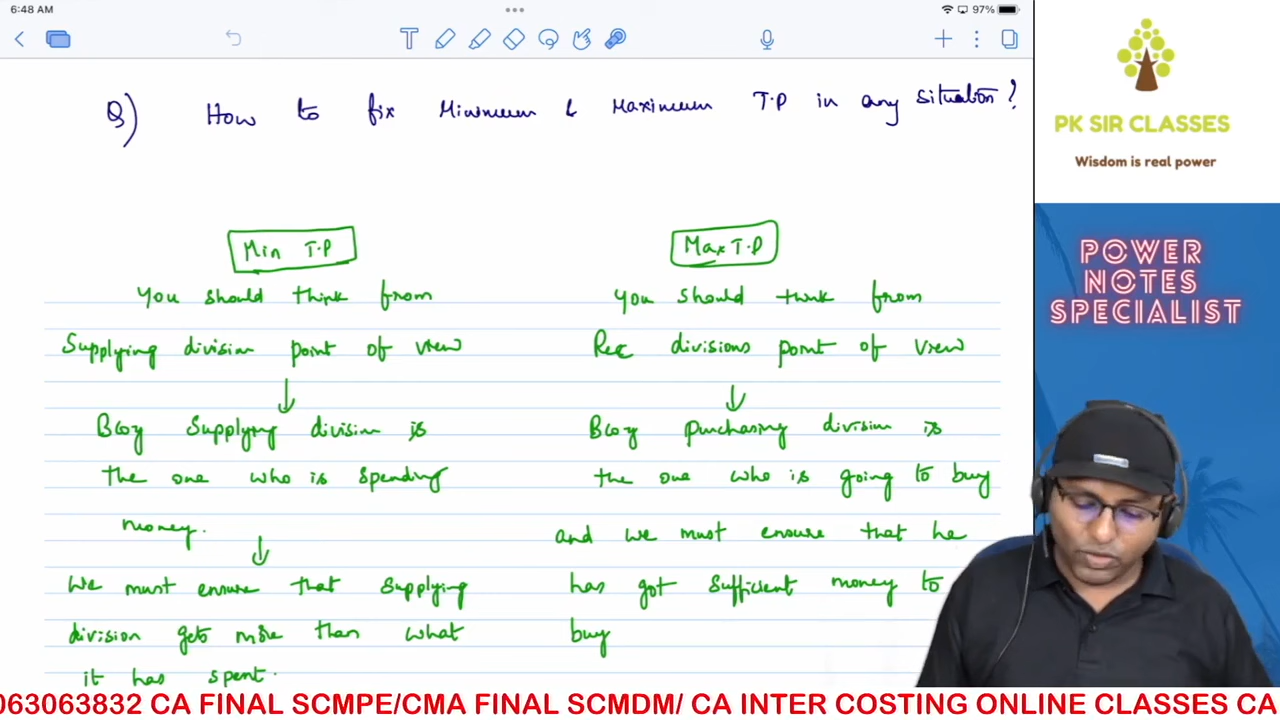 6:48 AM
97%
Q) How to fix Minimum & Maximum T.P in any situation?
Min T.P
You should think from
Supplying division point of view
Bcoz Supplying division is
the one who is spending
money.
We must ensure that supplying
division gets more than what
it has spent.
Max T.P
You should think from
Rec divisions point of view
Bcoz purchasing division is
the one who is going to buy
and we must ensure that he
has got sufficient money to
buy
PK SIR CLASSES
Wisdom is real power
POWER
NOTES
SPECIALIST
063063832 CA FINAL SCMPE/CMA FINAL SCMDM/ CA INTER COSTING ONLINE CLASSES CA